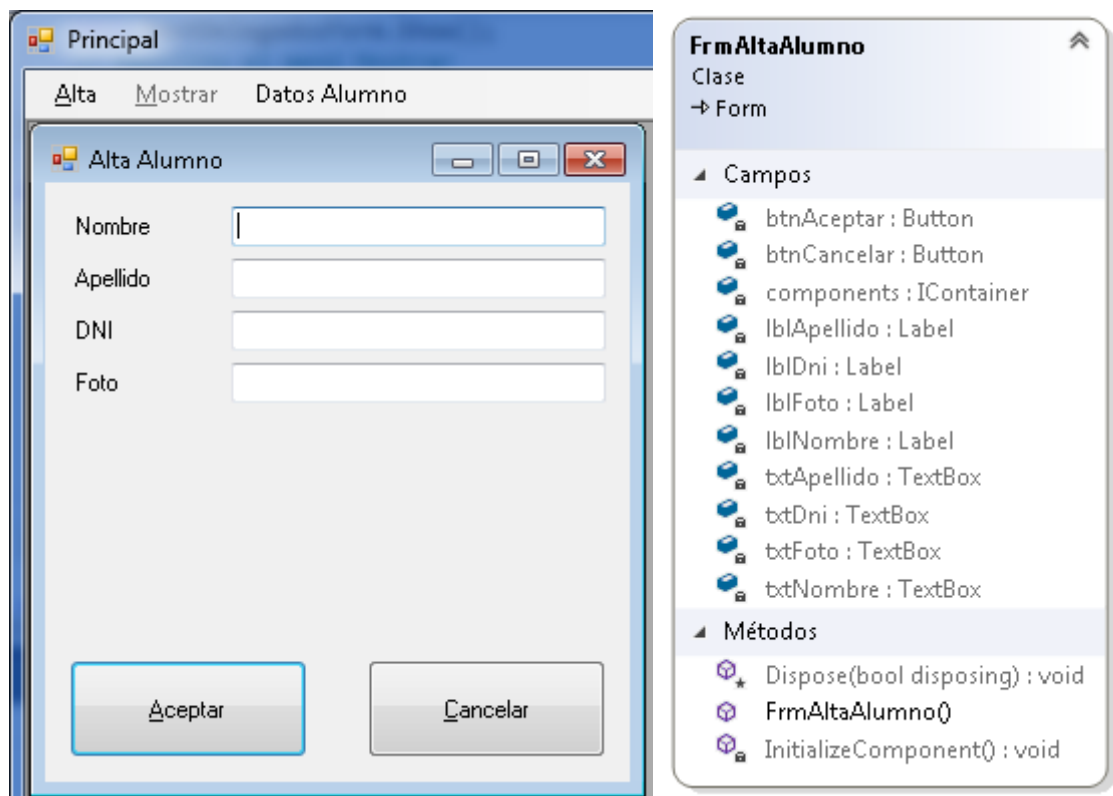 Principal
Alta Mostrar Datos Alumno
Alta Alumno
Nombre
Apellido
DNI
Foto
Aceptar Cancelar
FrmAltaAlumno
Clase
Form
Campos
btnAceptar : Button
btnCancelar : Button
components : IContainer
lblApellido : Label
lblDni : Label
lblFoto : Label
lblNombre : Label
txtApellido : TextBox
txtDni : TextBox
txtFoto : TextBox
txtNombre : TextBox
Métodos
Dispose(bool disposing) : void
FrmAltaAlumno()
InitializeComponent() : void